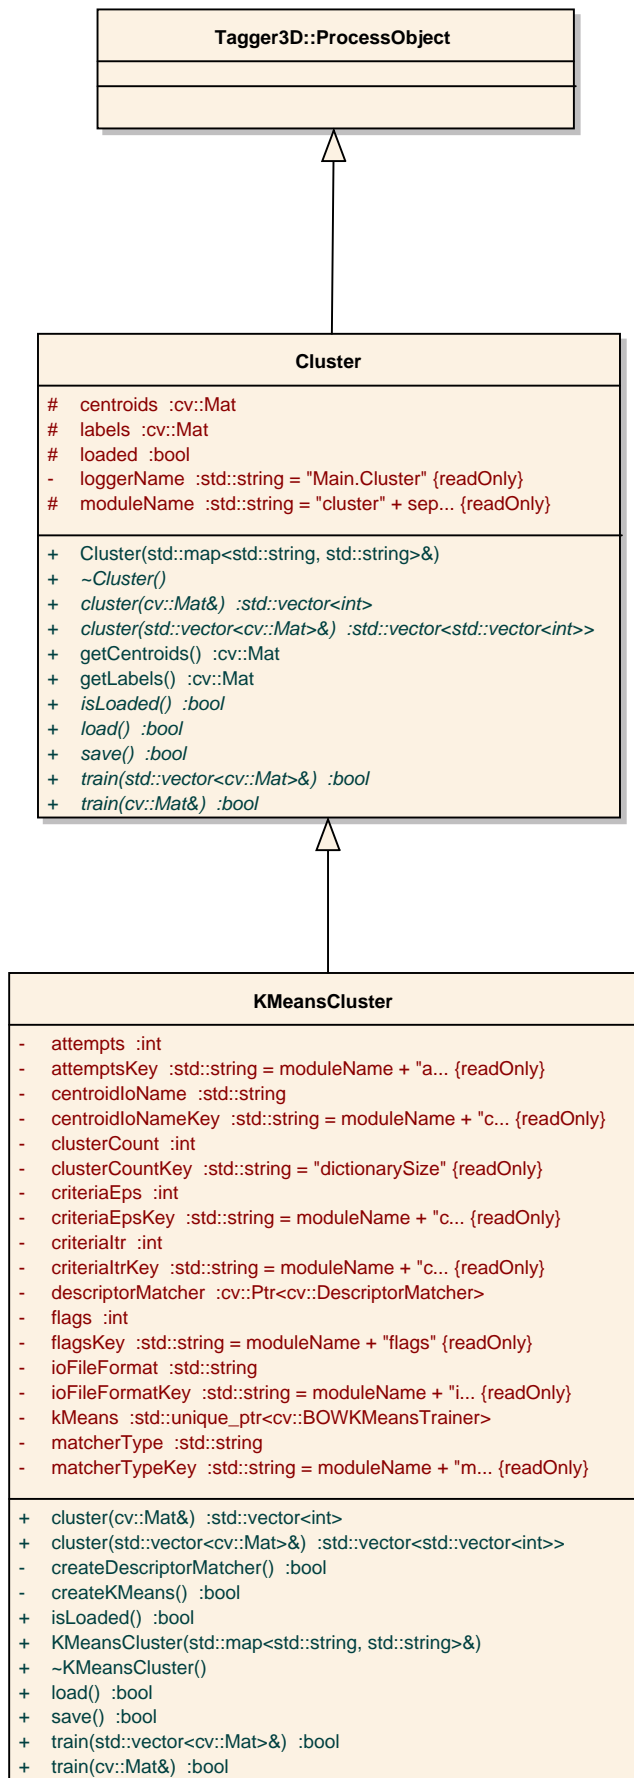 Tagger3D::ProcessObject
Cluster
# centroids :cv::Mat
# labels :cv::Mat
# loaded :bool
- loggerName :std::string = "Main.Cluster" {readOnly}
# moduleName :std::string = "cluster" + sep... {readOnly}
+ Cluster(std::map<std::string, std::string>&)
+ ~Cluster()
+ cluster(cv::Mat&) :std::vector<int>
+ cluster(std::vector<cv::Mat>&) :std::vector<std::vector<int>>
+ getCentroids() :cv::Mat
+ getLabels() :cv::Mat
+ isLoaded() :bool
+ load() :bool
+ save() :bool
+ train(std::vector<cv::Mat>&) :bool
+ train(cv::Mat&) :bool
KMeansCluster
- attempts :int
- attemptsKey :std::string = moduleName + "a... {readOnly}
- centroidIoName :std::string
- centroidIoNameKey :std::string = moduleName + "c... {readOnly}
- clusterCount :int
- clusterCountKey :std::string = "dictionarySize" {readOnly}
- criteriaEps :int
- criteriaEpsKey :std::string = moduleName + "c... {readOnly}
- criteriaItr :int
- criteriaItrKey :std::string = moduleName + "c... {readOnly}
- descriptorMatcher :cv::Ptr<cv::DescriptorMatcher>
- flags :int
- flagsKey :std::string = moduleName + "flags" {readOnly}
- ioFileFormat :std::string
- ioFileFormatKey :std::string = moduleName + "i... {readOnly}
- kMeans :std::unique_ptr<cv::BOWKMeansTrainer>
- matcherType :std::string
- matcherTypeKey :std::string = moduleName + "m... {readOnly}
+ cluster(cv::Mat&) :std::vector<int>
+ cluster(std::vector<cv::Mat>&) :std::vector<std::vector<int>>
- createDescriptorMatcher() :bool
- createKMeans() :bool
+ isLoaded() :bool
+ KMeansCluster(std::map<std::string, std::string>&)
+ ~KMeansCluster()
+ load() :bool
+ save() :bool
+ train(std::vector<cv::Mat>&) :bool
+ train(cv::Mat&) :bool